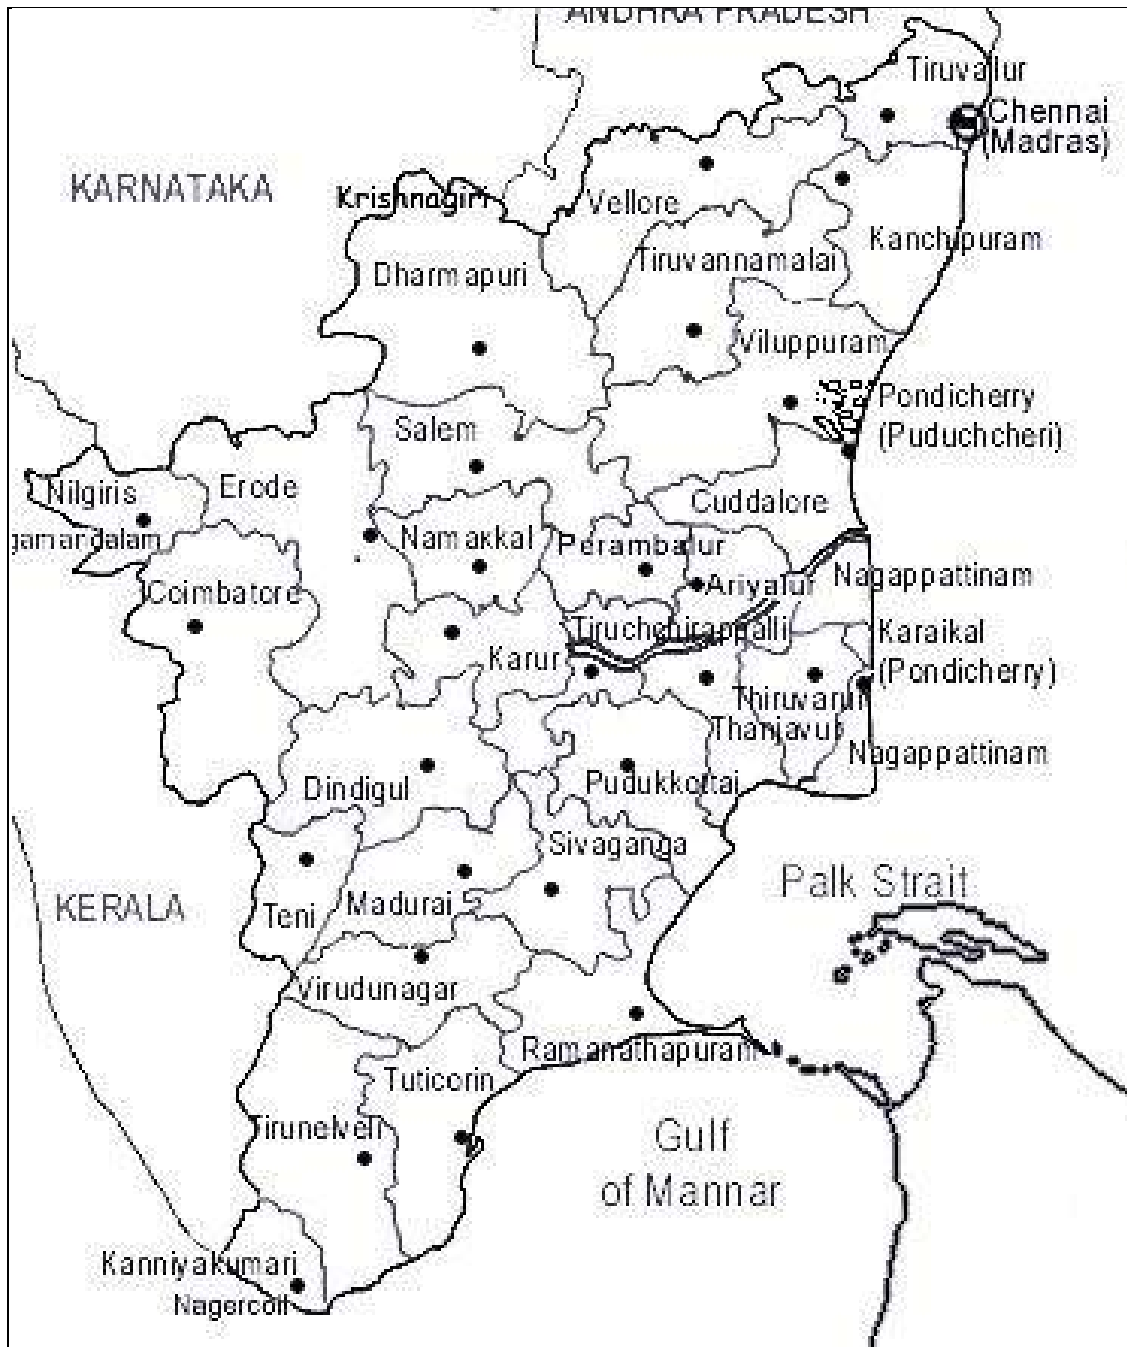 ANDHRA PRADESH
Tiruvallur
Chennai
(Madras)
KARNATAKA
Krishnagiri
Vellore
Kanchipuram
Tiruvannamalai
Dharmapuri
Viluppuram
Pondicherry
(Puduchcheri)
Salem
Erode
Nilgiris
Cuddalore
gamandalam
Namakkal
Perambalur
Ariyalur
Nagappattinam
Coimbatore
Tiruchchirappalli
Karaikal
(Pondicherry)
Karur
Thiruvarur
Thanjavur
Nagappattinam
Dindigul
Pudukkottai
Sivaganga
Palk Strait
KERALA
Teni
Madurai
Virudunagar
Ramanathapuram
Tuticorin
Tirunelveli
Gulf
of Mannar
Kanniyakumari
Nagercoil